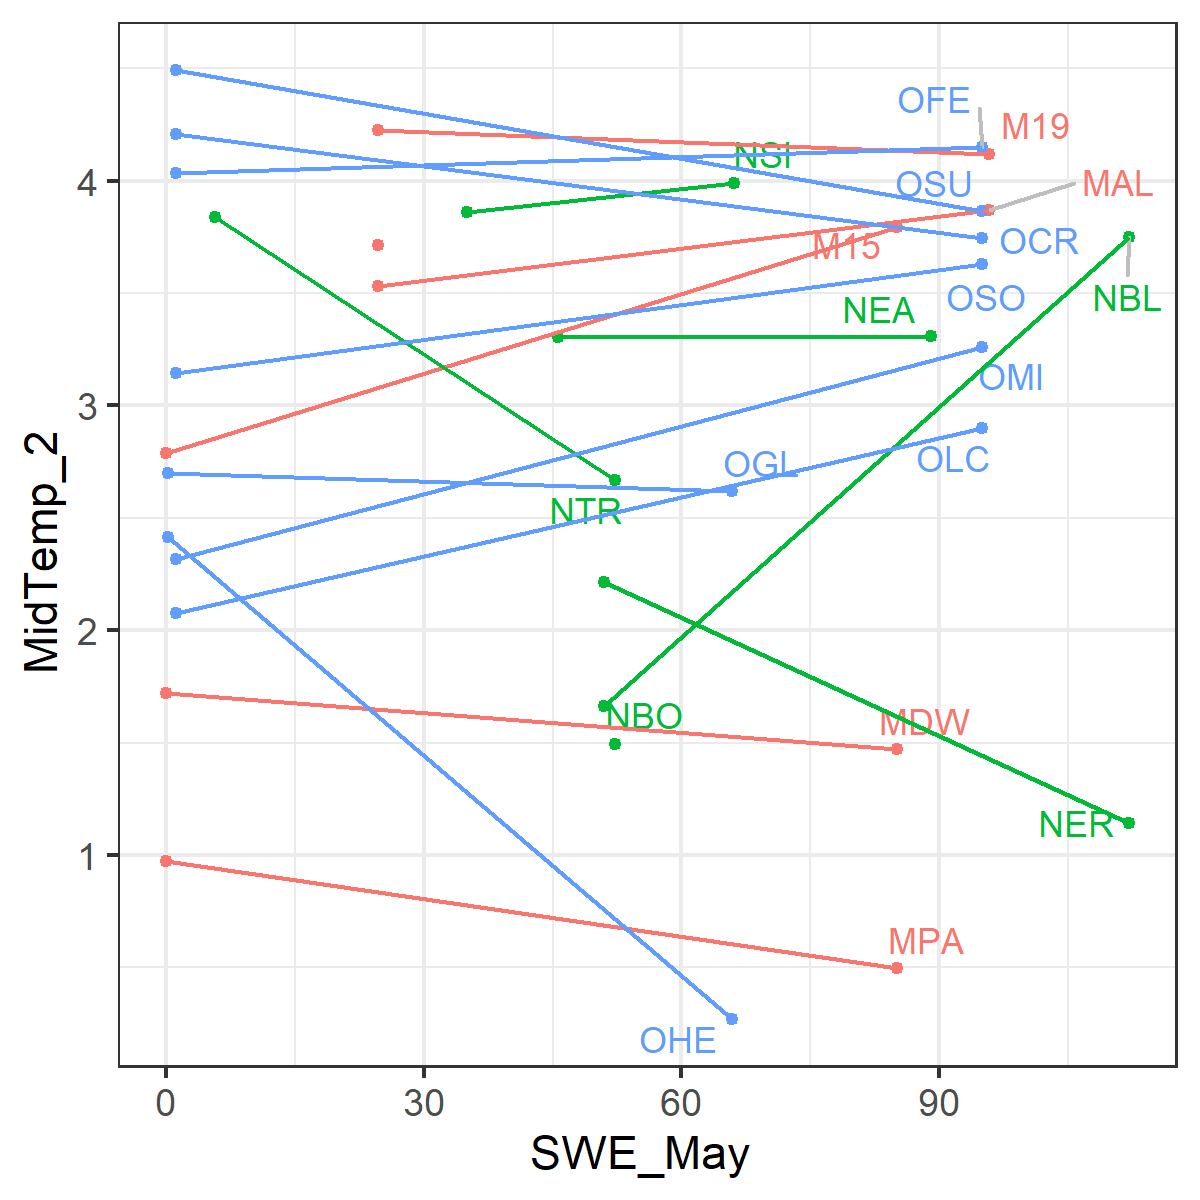 OFE
M19
NSI
4
OSU
MAL
M15
OCR
NBL
OSO
NEA
3
OMI
OGL
OLC
NTR
MidTemp_2
2
NBO
MDW
NER
1
MPA
OHE
0
30
60
90
SWE_May